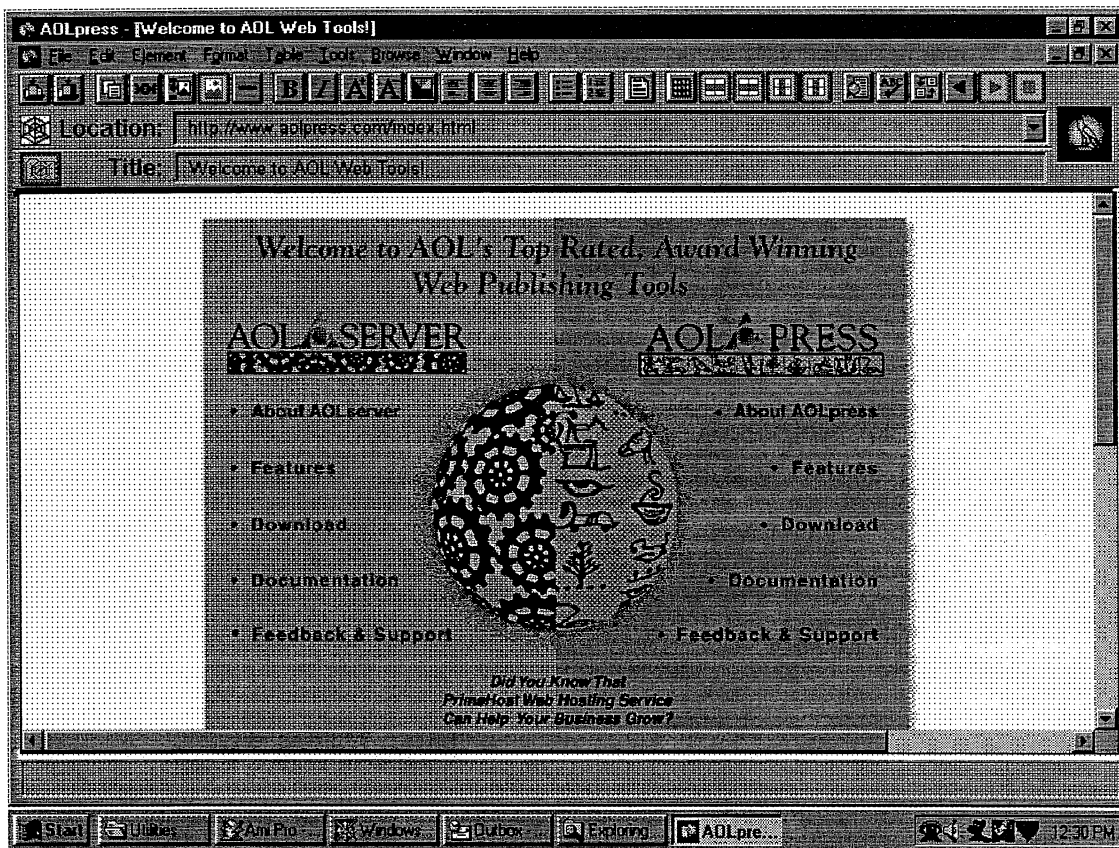 AOLpress - [Welcome to AOL Web Tools!]
File Edit Element Format Table Tools Browse Window Help
B I A A
Location: http://www.aolpress.com/index.html
Title: Welcome to AOL Web Tools!
Welcome to AOL's Top Rated, Award Winning
Web Publishing Tools
AOL SERVER
• About AOLserver
• Features
• Download
• Documentation
• Feedback & Support
AOL PRESS
• About AOLpress
• Features
• Download
• Documentation
• Feedback & Support
Did You Know That
PrimeHost Web Hosting Service
Can Help Your Business Grow?
Start Utilities Ami Pro ... Windows... Outbox ... Exploring... AOLpre... 12:30 PM